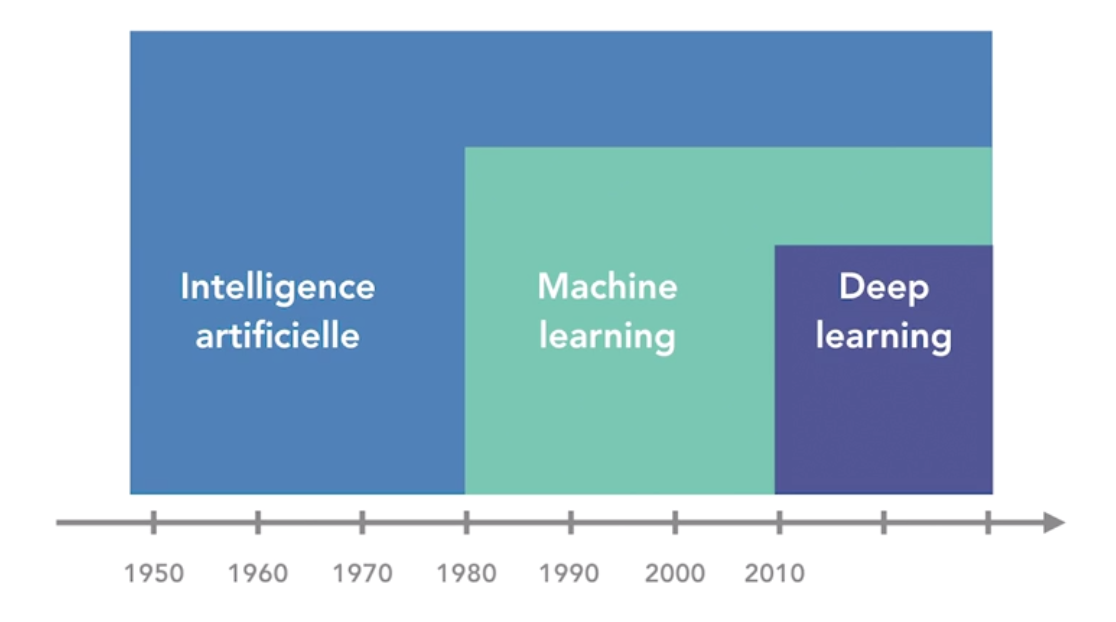 Intelligence
artificielle
Machine
learning
Deep
learning
1950 1960 1970 1980 1990 2000 2010